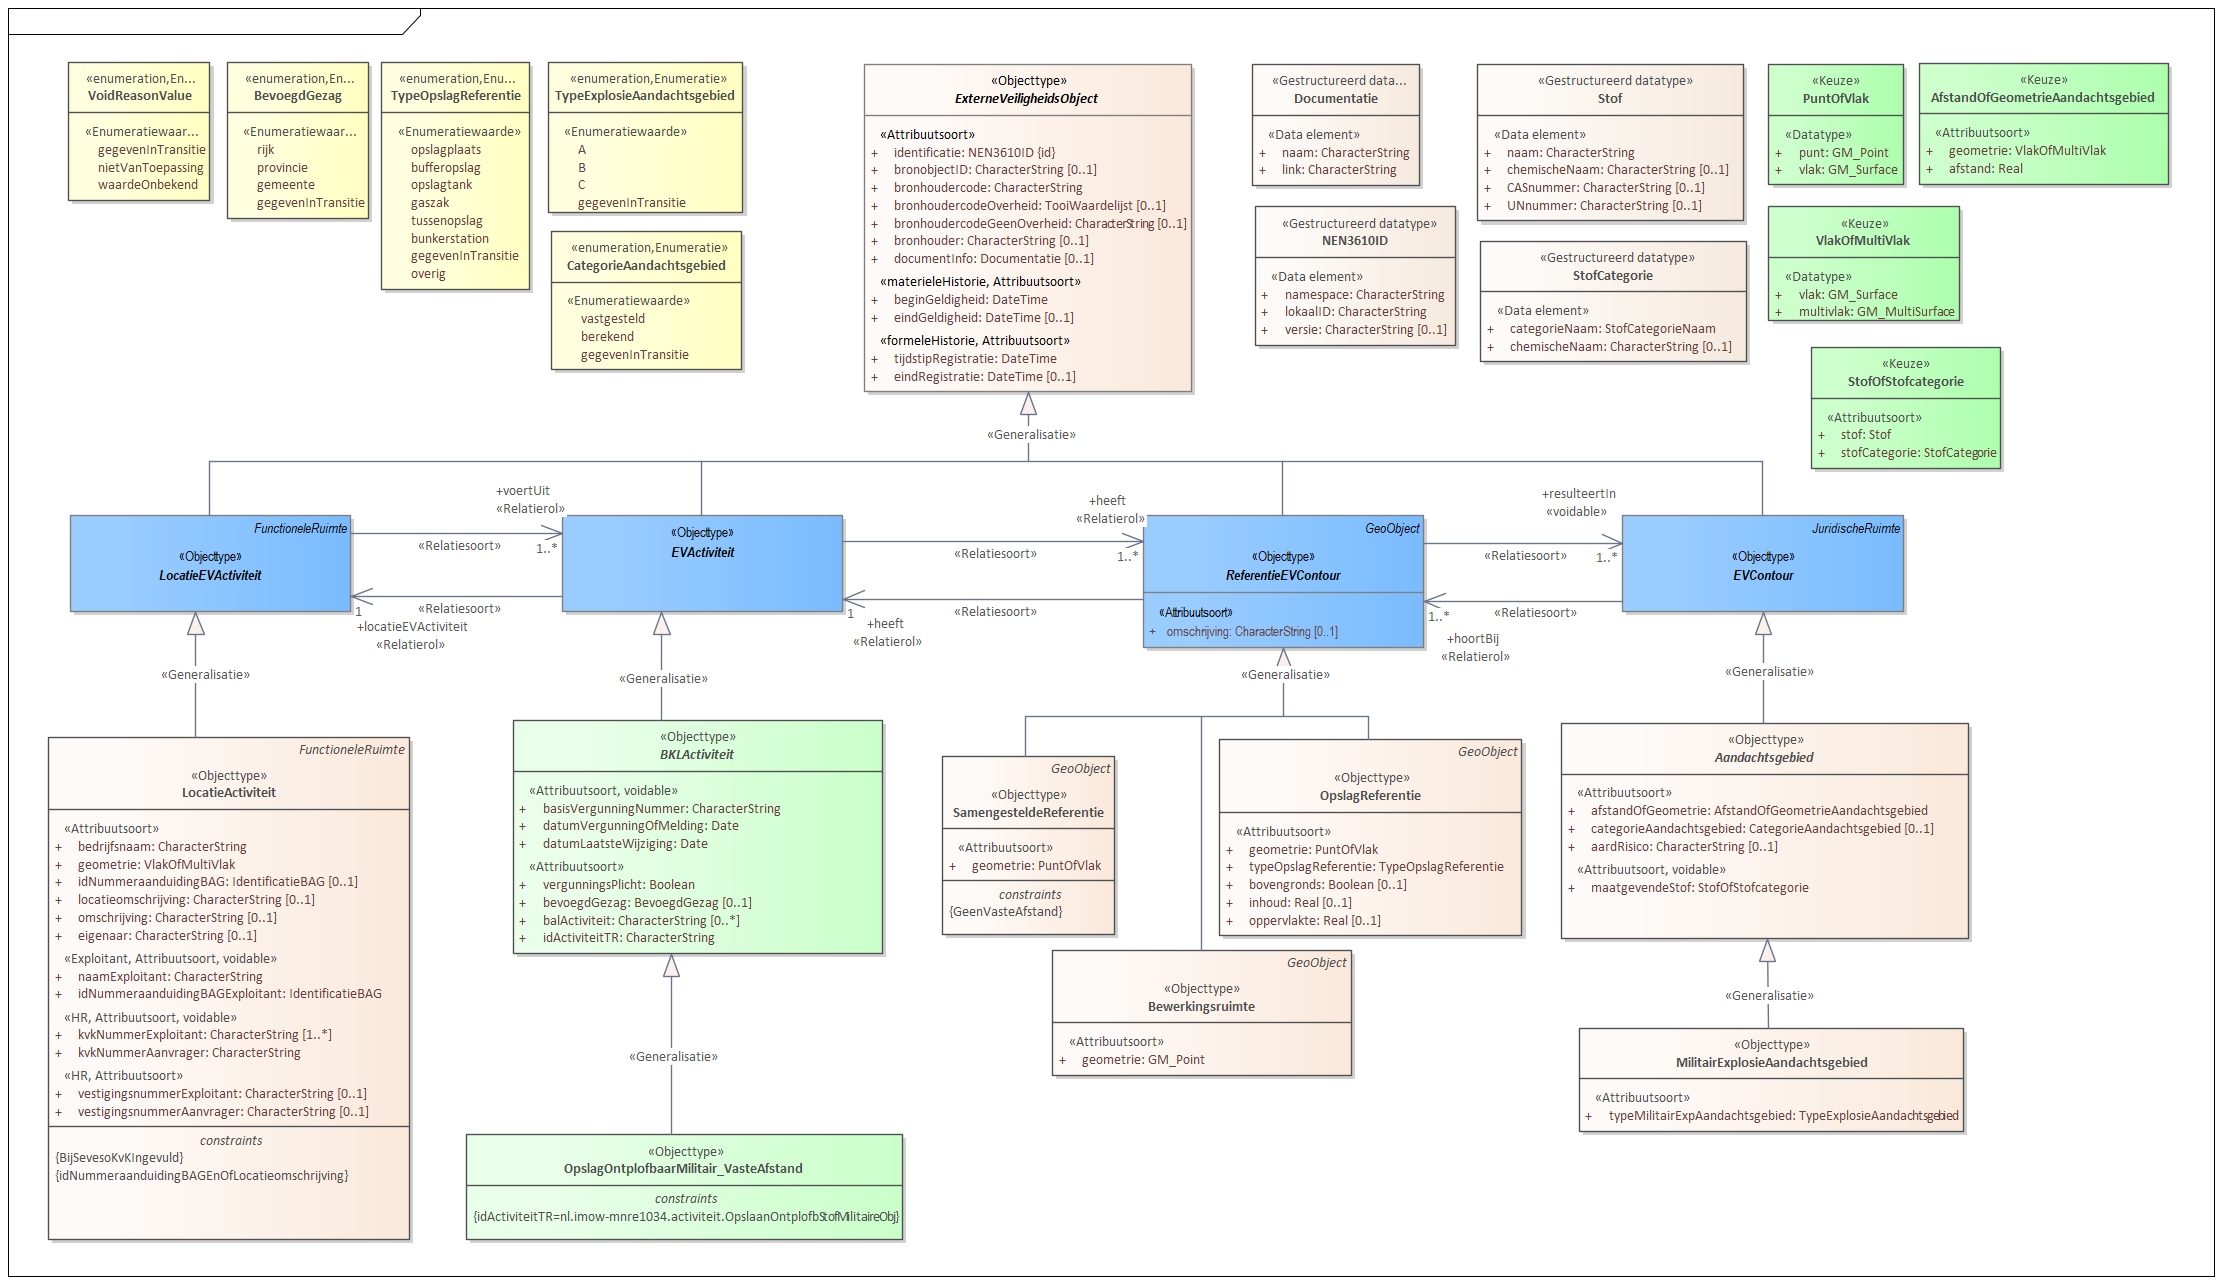 «enumeration,En...
VoidReasonValue
«Enumeratiewaar...
gegevenInTransitie
nietVanToepassing
waardeOnbekend
«enumeration,En...
BevoegdGezag
«Enumeratiewaar...
rijk
provincie
gemeente
gegevenInTransitie
«enumeration,Enu...
TypeOpslagReferentie
«Enumeratiewaarde»
opslagplaats
bufferopslag
opslagtank
gaszak
tussenopslag
bunkerstation
gegevenInTransitie
overig
«enumeration,Enumeratie»
TypeExplosieAandachtsgebied
«Enumeratiewaarde»
A
B
C
gegevenInTransitie
«enumeration,Enumeratie»
CategorieAandachtsgebied
«Enumeratiewaarde»
vastgesteld
berekend
gegevenInTransitie
«Objecttype»
ExterneVeiligheidsObject
«Attribuutsoort»
+ identificatie: NEN3610ID {id}
+ bronobjectID: CharacterString [0..1]
+ bronhoudercode: CharacterString
+ bronhoudercodeOverheid: TooiWaardelijst [0..1]
+ bronhoudercodeGeenOverheid: CharacterString [0..1]
+ bronhouder: CharacterString [0..1]
+ documentInfo: Documentatie [0..1]
«materieleHistorie, Attribuutsoort»
+ beginGeldigheid: DateTime
+ eindGeldigheid: DateTime [0..1]
«formeleHistorie, Attribuutsoort»
+ tijdstipRegistratie: DateTime
+ eindRegistratie: DateTime [0..1]
«Gestructureerd data...
Documentatie
«Data element»
+ naam: CharacterString
+ link: CharacterString
«Gestructureerd datatype»
NEN3610ID
«Data element»
+ namespace: CharacterString
+ lokaalID: CharacterString
+ versie: CharacterString [0..1]
«Gestructureerd datatype»
Stof
«Data element»
+ naam: CharacterString
+ chemischeNaam: CharacterString [0..1]
+ CASnummer: CharacterString [0..1]
+ UNnummer: CharacterString [0..1]
«Gestructureerd datatype»
StofCategorie
«Data element»
+ categorieNaam: StofCategorieNaam
+ chemischeNaam: CharacterString [0..1]
«Keuze»
PuntOfVlak
«Datatype»
+ punt: GM_Point
+ vlak: GM_Surface
«Keuze»
AfstandOfGeometrieAandachtsgebied
«Attribuutsoort»
+ geometrie: VlakOfMultiVlak
+ afstand: Real
«Keuze»
VlakOfMultiVlak
«Datatype»
+ vlak: GM_Surface
+ multivlak: GM_MultiSurface
«Keuze»
StofOfStofcategorie
«Attribuutsoort»
+ stof: Stof
+ stofCategorie: StofCategorie
«Generalisatie»
FunctioneleRuimte
«Objecttype»
LocatieEVActiviteit
+voertUit
«Relatierol»
«Relatiesoort»
1..*
«Relatiesoort»
1
+locatieEVActiviteit
«Relatierol»
«Objecttype»
EVActiviteit
+heeft
«Relatierol»
«Relatiesoort»
1..*
«Relatiesoort»
1
+heeft
«Relatierol»
GeoObject
«Objecttype»
ReferentieEVContour
«Attribuutsoort»
+ omschrijving: CharacterString [0..1]
+resulteertIn
«voidable»
«Relatiesoort»
1..*
«Relatiesoort»
1..*
+hoortBij
«Relatierol»
JuridischeRuimte
«Objecttype»
EVContour
«Generalisatie»
«Generalisatie»
«Generalisatie»
«Generalisatie»
FunctioneleRuimte
«Objecttype»
LocatieActiviteit
«Attribuutsoort»
+ bedrijfsnaam: CharacterString
+ geometrie: VlakOfMultiVlak
+ idNummeraanduidingBAG: IdentificatieBAG [0..1]
+ locatieomschrijving: CharacterString [0..1]
+ omschrijving: CharacterString [0..1]
+ eigenaar: CharacterString [0..1]
«Exploitant, Attribuutsoort, voidable»
+ naamExploitant: CharacterString
+ idNummeraanduidingBAGExploitant: IdentificatieBAG
«HR, Attribuutsoort, voidable»
+ kvkNummerExploitant: CharacterString [1..*]
+ kvkNummerAanvrager: CharacterString
«HR, Attribuutsoort»
+ vestigingsnummerExploitant: CharacterString [0..1]
+ vestigingsnummerAanvrager: CharacterString [0..1]
constraints
{BijSevesoKvKIngevuld}
{idNummeraanduidingBAGEnOfLocatieomschrijving}
«Objecttype»
BKLActiviteit
«Attribuutsoort, voidable»
+ basisVergunningNummer: CharacterString
+ datumVergunningOfMelding: Date
+ datumLaatsteWijziging: Date
«Attribuutsoort»
+ vergunningsPlicht: Boolean
+ bevoegdGezag: BevoegdGezag [0..1]
+ balActiviteit: CharacterString [0..*]
+ idActiviteitTR: CharacterString
«Generalisatie»
«Objecttype»
OpslagOntplofbaarMilitair_VasteAfstand
constraints
{idActiviteitTR=nl.imow-mnre1034.activiteit.OpslaanOntplofbStofMilitaireObj}
GeoObject
«Objecttype»
SamengesteldeReferentie
«Attribuutsoort»
+ geometrie: PuntOfVlak
constraints
{GeenVasteAfstand}
GeoObject
«Objecttype»
OpslagReferentie
«Attribuutsoort»
+ geometrie: PuntOfVlak
+ typeOpslagReferentie: TypeOpslagReferentie
+ bovengronds: Boolean [0..1]
+ inhoud: Real [0..1]
+ oppervlakte: Real [0..1]
GeoObject
«Objecttype»
Bewerkingsruimte
«Attribuutsoort»
+ geometrie: GM_Point
«Objecttype»
Aandachtsgebied
«Attribuutsoort»
+ afstandOfGeometrie: AfstandOfGeometrieAandachtsgebied
+ categorieAandachtsgebied: CategorieAandachtsgebied [0..1]
+ aardRisico: CharacterString [0..1]
«Attribuutsoort, voidable»
+ maatgevendeStof: StofOfStofcategorie
«Generalisatie»
«Objecttype»
MilitairExplosieAandachtsgebied
«Attribuutsoort»
+ typeMilitairExpAandachtsgebied: TypeExplosieAandachtsgebied